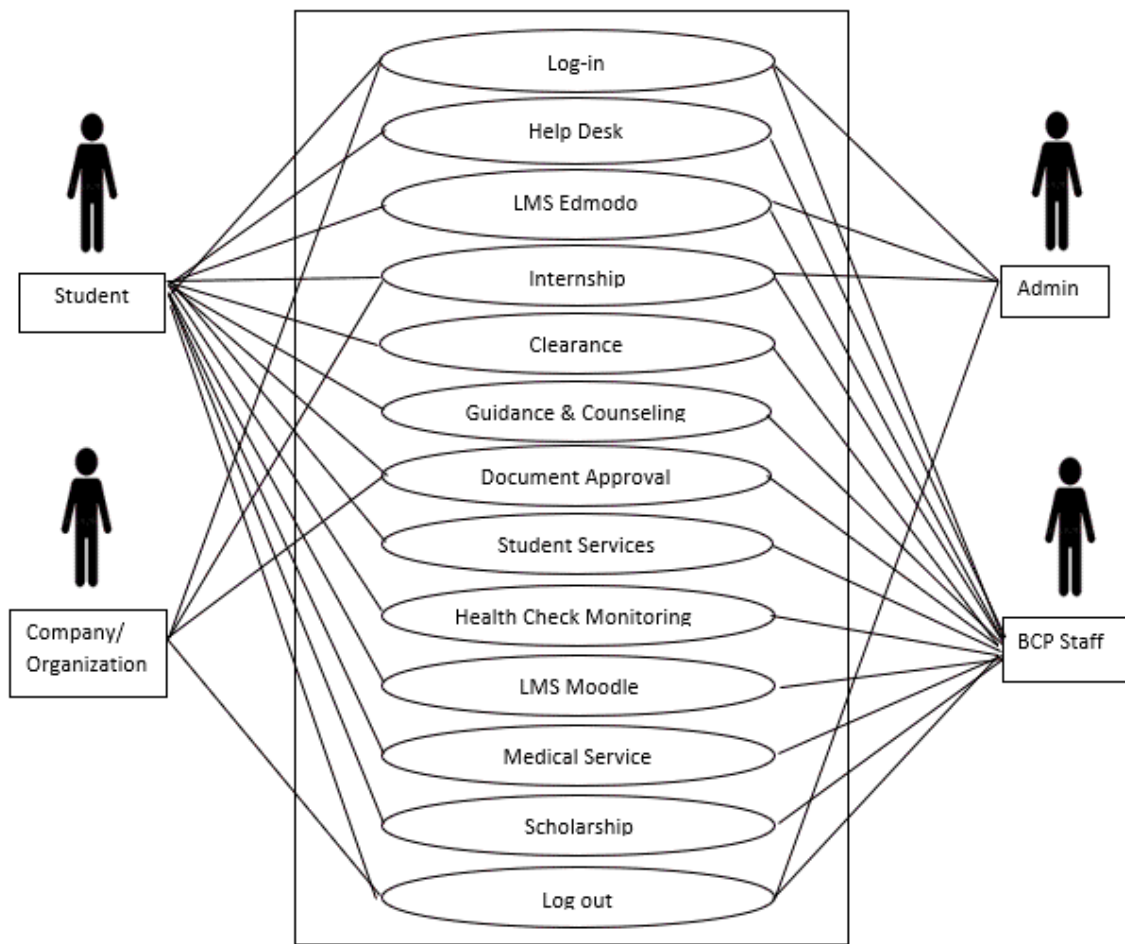 Log-in
Help Desk
LMS Edmodo
Internship
Clearance
Guidance & Counseling
Document Approval
Student Services
Health Check Monitoring
LMS Moodle
Medical Service
Scholarship
Log out
Student
Company/
Organization
Admin
BCP Staff